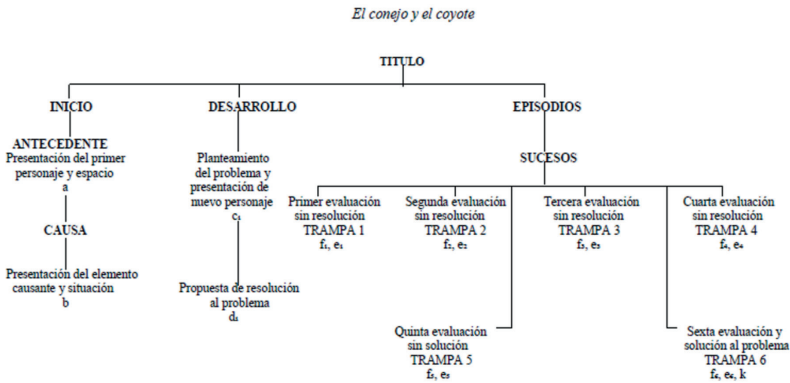 El conejo y el coyote
TITULO
INICIO
DESARROLLO
EPISODIOS
ANTECEDENTE
Presentación del primer
personaje y espacio
a
CAUSA
Presentación del elemento
causante y situación
b
Planteamiento
del problema y
presentación de
nuevo personaje
c₁
Propuesta de resolución
al problema
d₁
SUCESOS
Primer evaluación
sin resolución
TRAMPA 1
f₁, e₁
Segunda evaluación
sin resolución
TRAMPA 2
f₂, e₂
Tercera evaluación
sin resolución
TRAMPA 3
f₃, e₃
Cuarta evaluación
sin resolución
TRAMPA 4
f₄, e₄
Quinta evaluación
sin solución
TRAMPA 5
f₅, e₅
Sexta evaluación y
solución al problema
TRAMPA 6
f₆, e₆, k